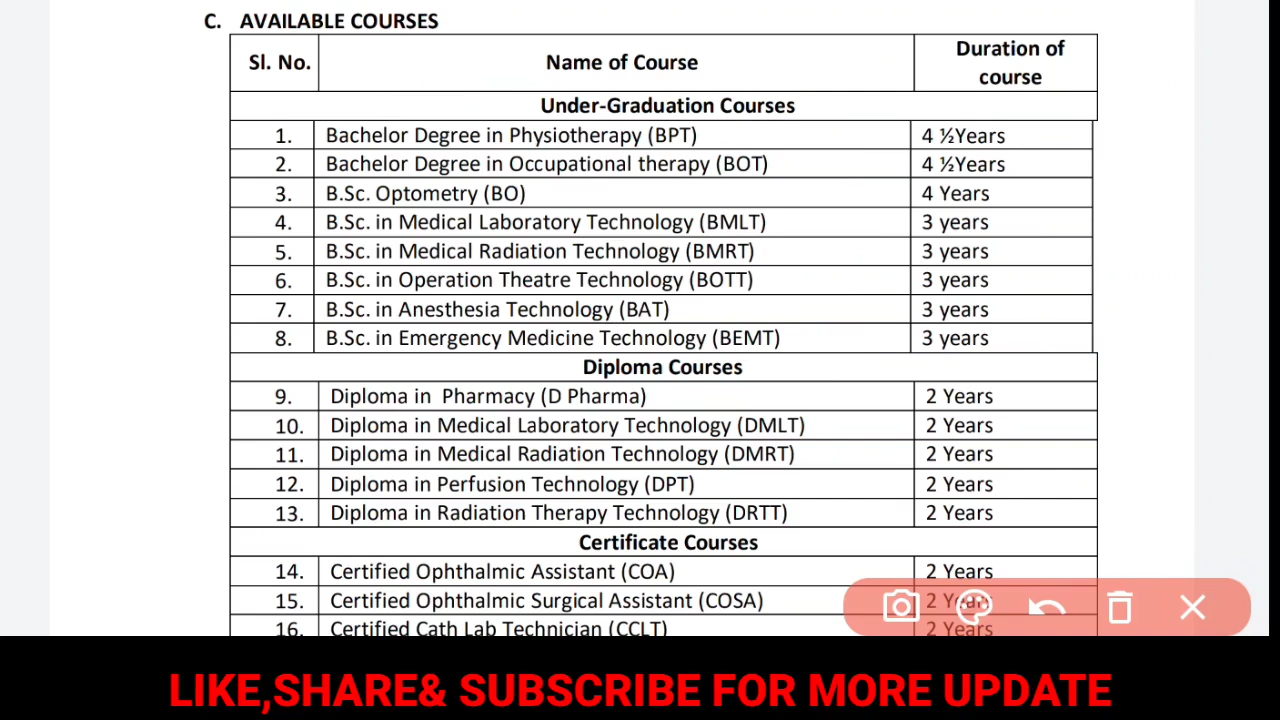 C. AVAILABLE COURSES
Sl. No. Name of Course Duration of course
Under-Graduation Courses
1. Bachelor Degree in Physiotherapy (BPT) 4 ½Years
2. Bachelor Degree in Occupational therapy (BOT) 4 ½Years
3. B.Sc. Optometry (BO) 4 Years
4. B.Sc. in Medical Laboratory Technology (BMLT) 3 years
5. B.Sc. in Medical Radiation Technology (BMRT) 3 years
6. B.Sc. in Operation Theatre Technology (BOTT) 3 years
7. B.Sc. in Anesthesia Technology (BAT) 3 years
8. B.Sc. in Emergency Medicine Technology (BEMT) 3 years
Diploma Courses
9. Diploma in Pharmacy (D Pharma) 2 Years
10. Diploma in Medical Laboratory Technology (DMLT) 2 Years
11. Diploma in Medical Radiation Technology (DMRT) 2 Years
12. Diploma in Perfusion Technology (DPT) 2 Years
13. Diploma in Radiation Therapy Technology (DRTT) 2 Years
Certificate Courses
14. Certified Ophthalmic Assistant (COA) 2 Years
15. Certified Ophthalmic Surgical Assistant (COSA) 2 Years
16. Certified Cath Lab Technician (CCLT) 2 Years
LIKE,SHARE& SUBSCRIBE FOR MORE UPDATE